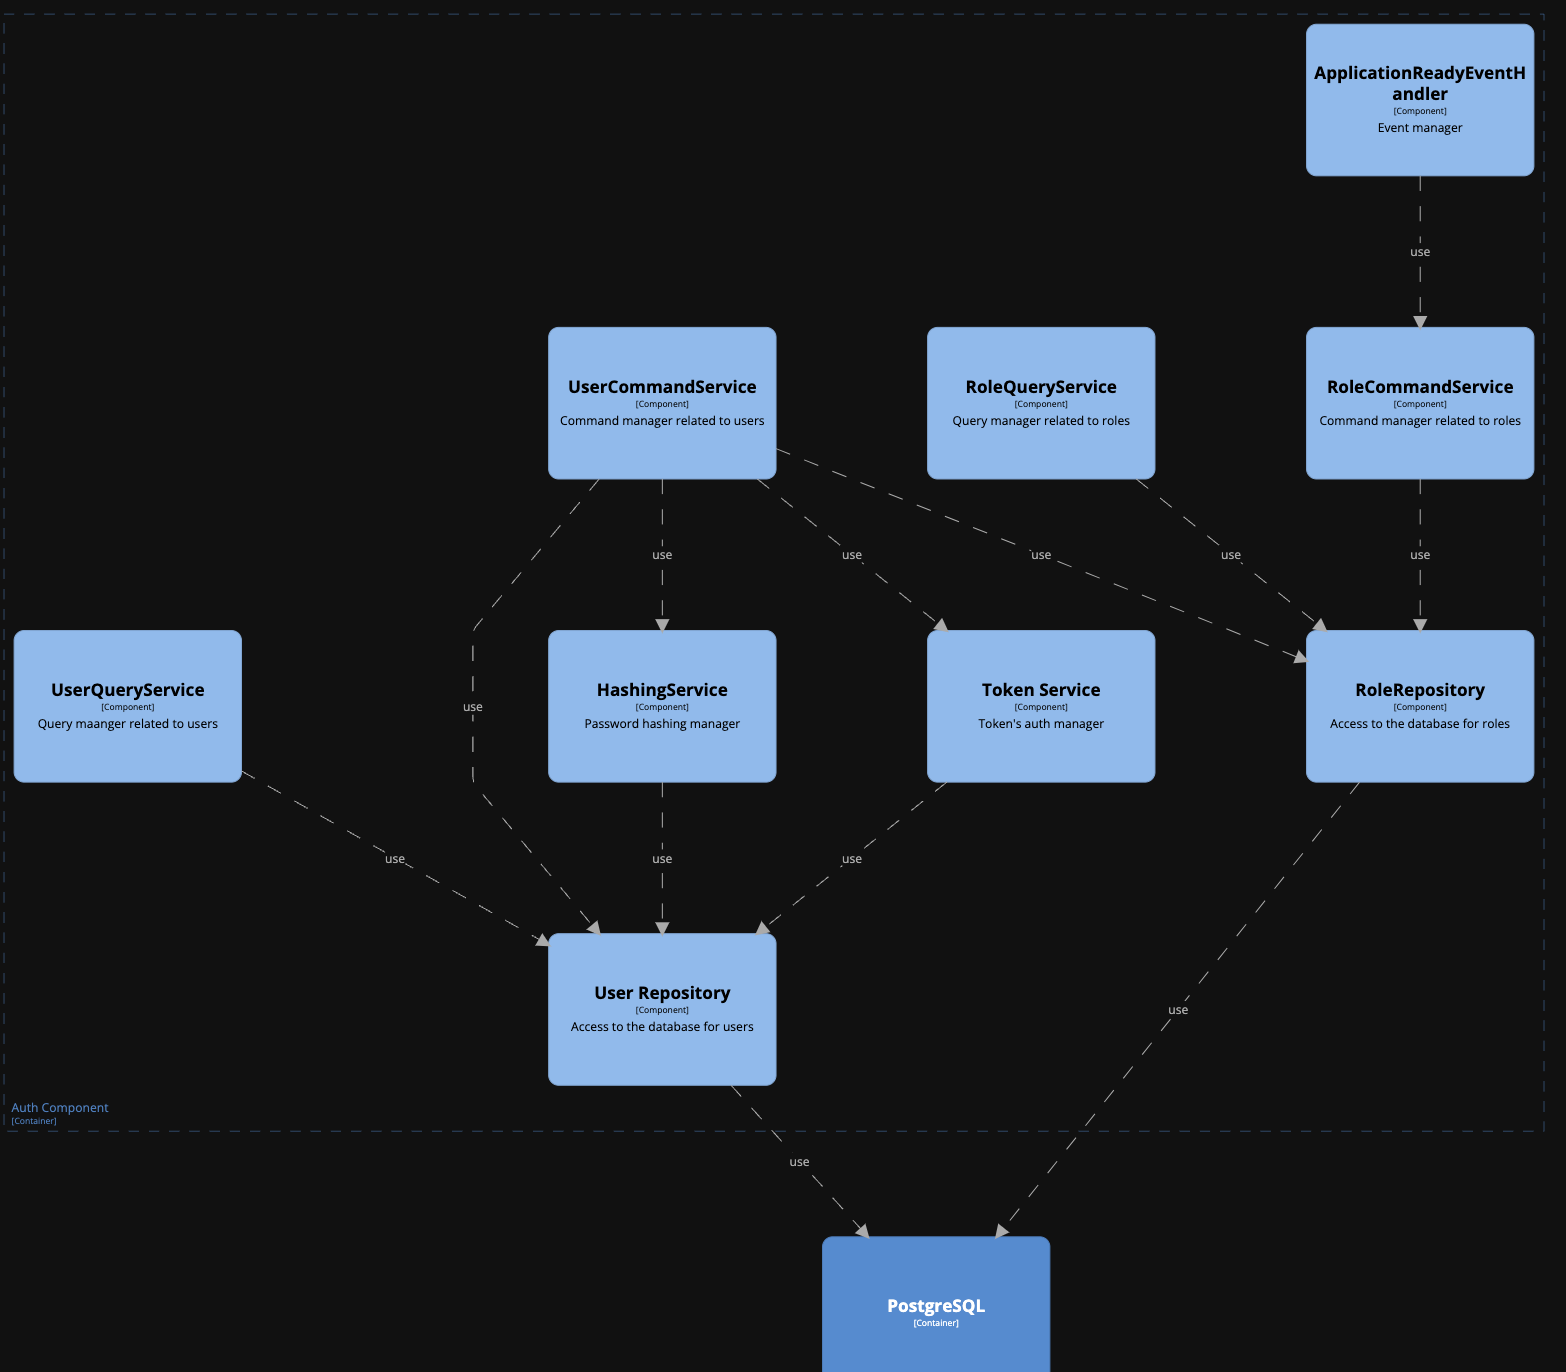 ApplicationReadyEventH
andler
[Component]
Event manager
use
UserCommandService
[Component]
Command manager related to users
RoleQueryService
[Component]
Query manager related to roles
RoleCommandService
[Component]
Command manager related to roles
use
use
use
use
use
UserQueryService
[Component]
Query maanger related to users
use
HashingService
[Component]
Password hashing manager
Token Service
[Component]
Token's auth manager
RoleRepository
[Component]
Access to the database for roles
use
use
use
User Repository
[Component]
Access to the database for users
use
Auth Component
[Container]
use
PostgreSQL
[Container]